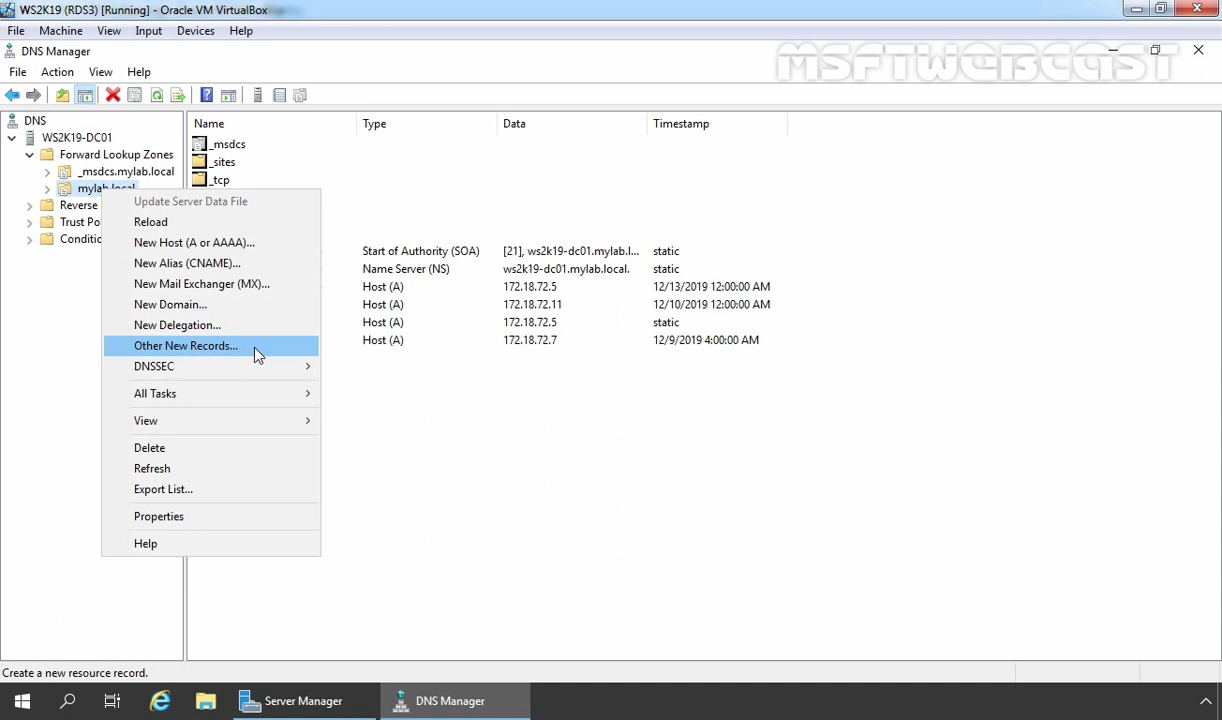 WS2K19 (RDS3) [Running] - Oracle VM VirtualBox
File Machine View Input Devices Help
DNS Manager
MSFTWEBCAST
File Action View Help
DNS
WS2K19-DC01
Forward Lookup Zones
_msdcs.mylab.local
mylab.local
Reverse
Trust Po
Conditio
Update Server Data File
Reload
New Host (A or AAAA)...
New Alias (CNAME)...
New Mail Exchanger (MX)...
New Domain...
New Delegation...
Other New Records...
DNSSEC
All Tasks
View
Delete
Refresh
Export List...
Properties
Help
Name Type Data Timestamp
_msdcs
_sites
_tcp
Start of Authority (SOA) [21], ws2k19-dc01.mylab.l... static
Name Server (NS) ws2k19-dc01.mylab.local. static
Host (A) 172.18.72.5 12/13/2019 12:00:00 AM
Host (A) 172.18.72.11 12/10/2019 12:00:00 AM
Host (A) 172.18.72.5 static
Host (A) 172.18.72.7 12/9/2019 4:00:00 AM
Create a new resource record.
Server Manager DNS Manager